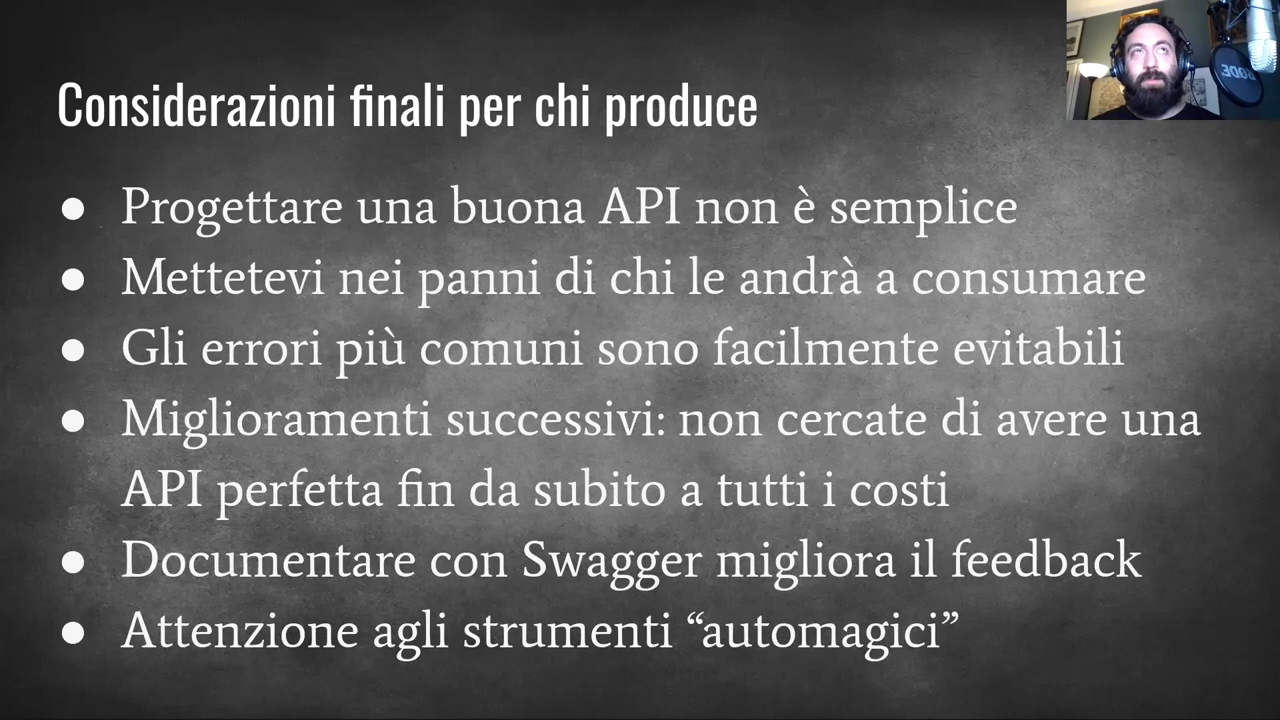 Considerazioni finali per chi produce
● Progettare una buona API non è semplice
● Mettetevi nei panni di chi le andrà a consumare
● Gli errori più comuni sono facilmente evitabili
● Miglioramenti successivi: non cercate di avere una
API perfetta fin da subito a tutti i costi
● Documentare con Swagger migliora il feedback
● Attenzione agli strumenti “automagici”
RØDE